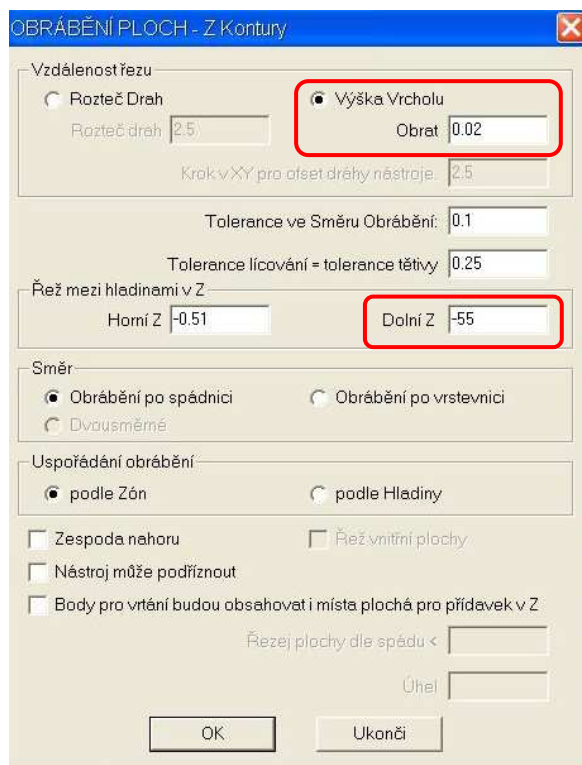 OBRÁBĚNÍ PLOCH - Z Kontury
Vzdálenost řezu
Rozteč Drah
Výška Vrcholu
Rozteč drah 2.5
Obrat 0.02
Krok v XY pro ofset dráhy nástroje. 2.5
Tolerance ve Směru Obrábění: 0.1
Tolerance lícování = tolerance tětivy 0.25
Řež mezi hladinami v Z
Horní Z -0.51
Dolní Z -55
Směr
Obrábění po spádnici
Obrábění po vrstevnici
Dvousměrné
Uspořádání obrábění
podle Zón
podle Hladiny
Zespoda nahoru
Řež vnitřní plochy
Nástroj může podříznout
Body pro vrtání budou obsahovat i místa plochá pro přídavek v Z
Řezej plochy dle spádu <
Úhel
OK
Ukonči